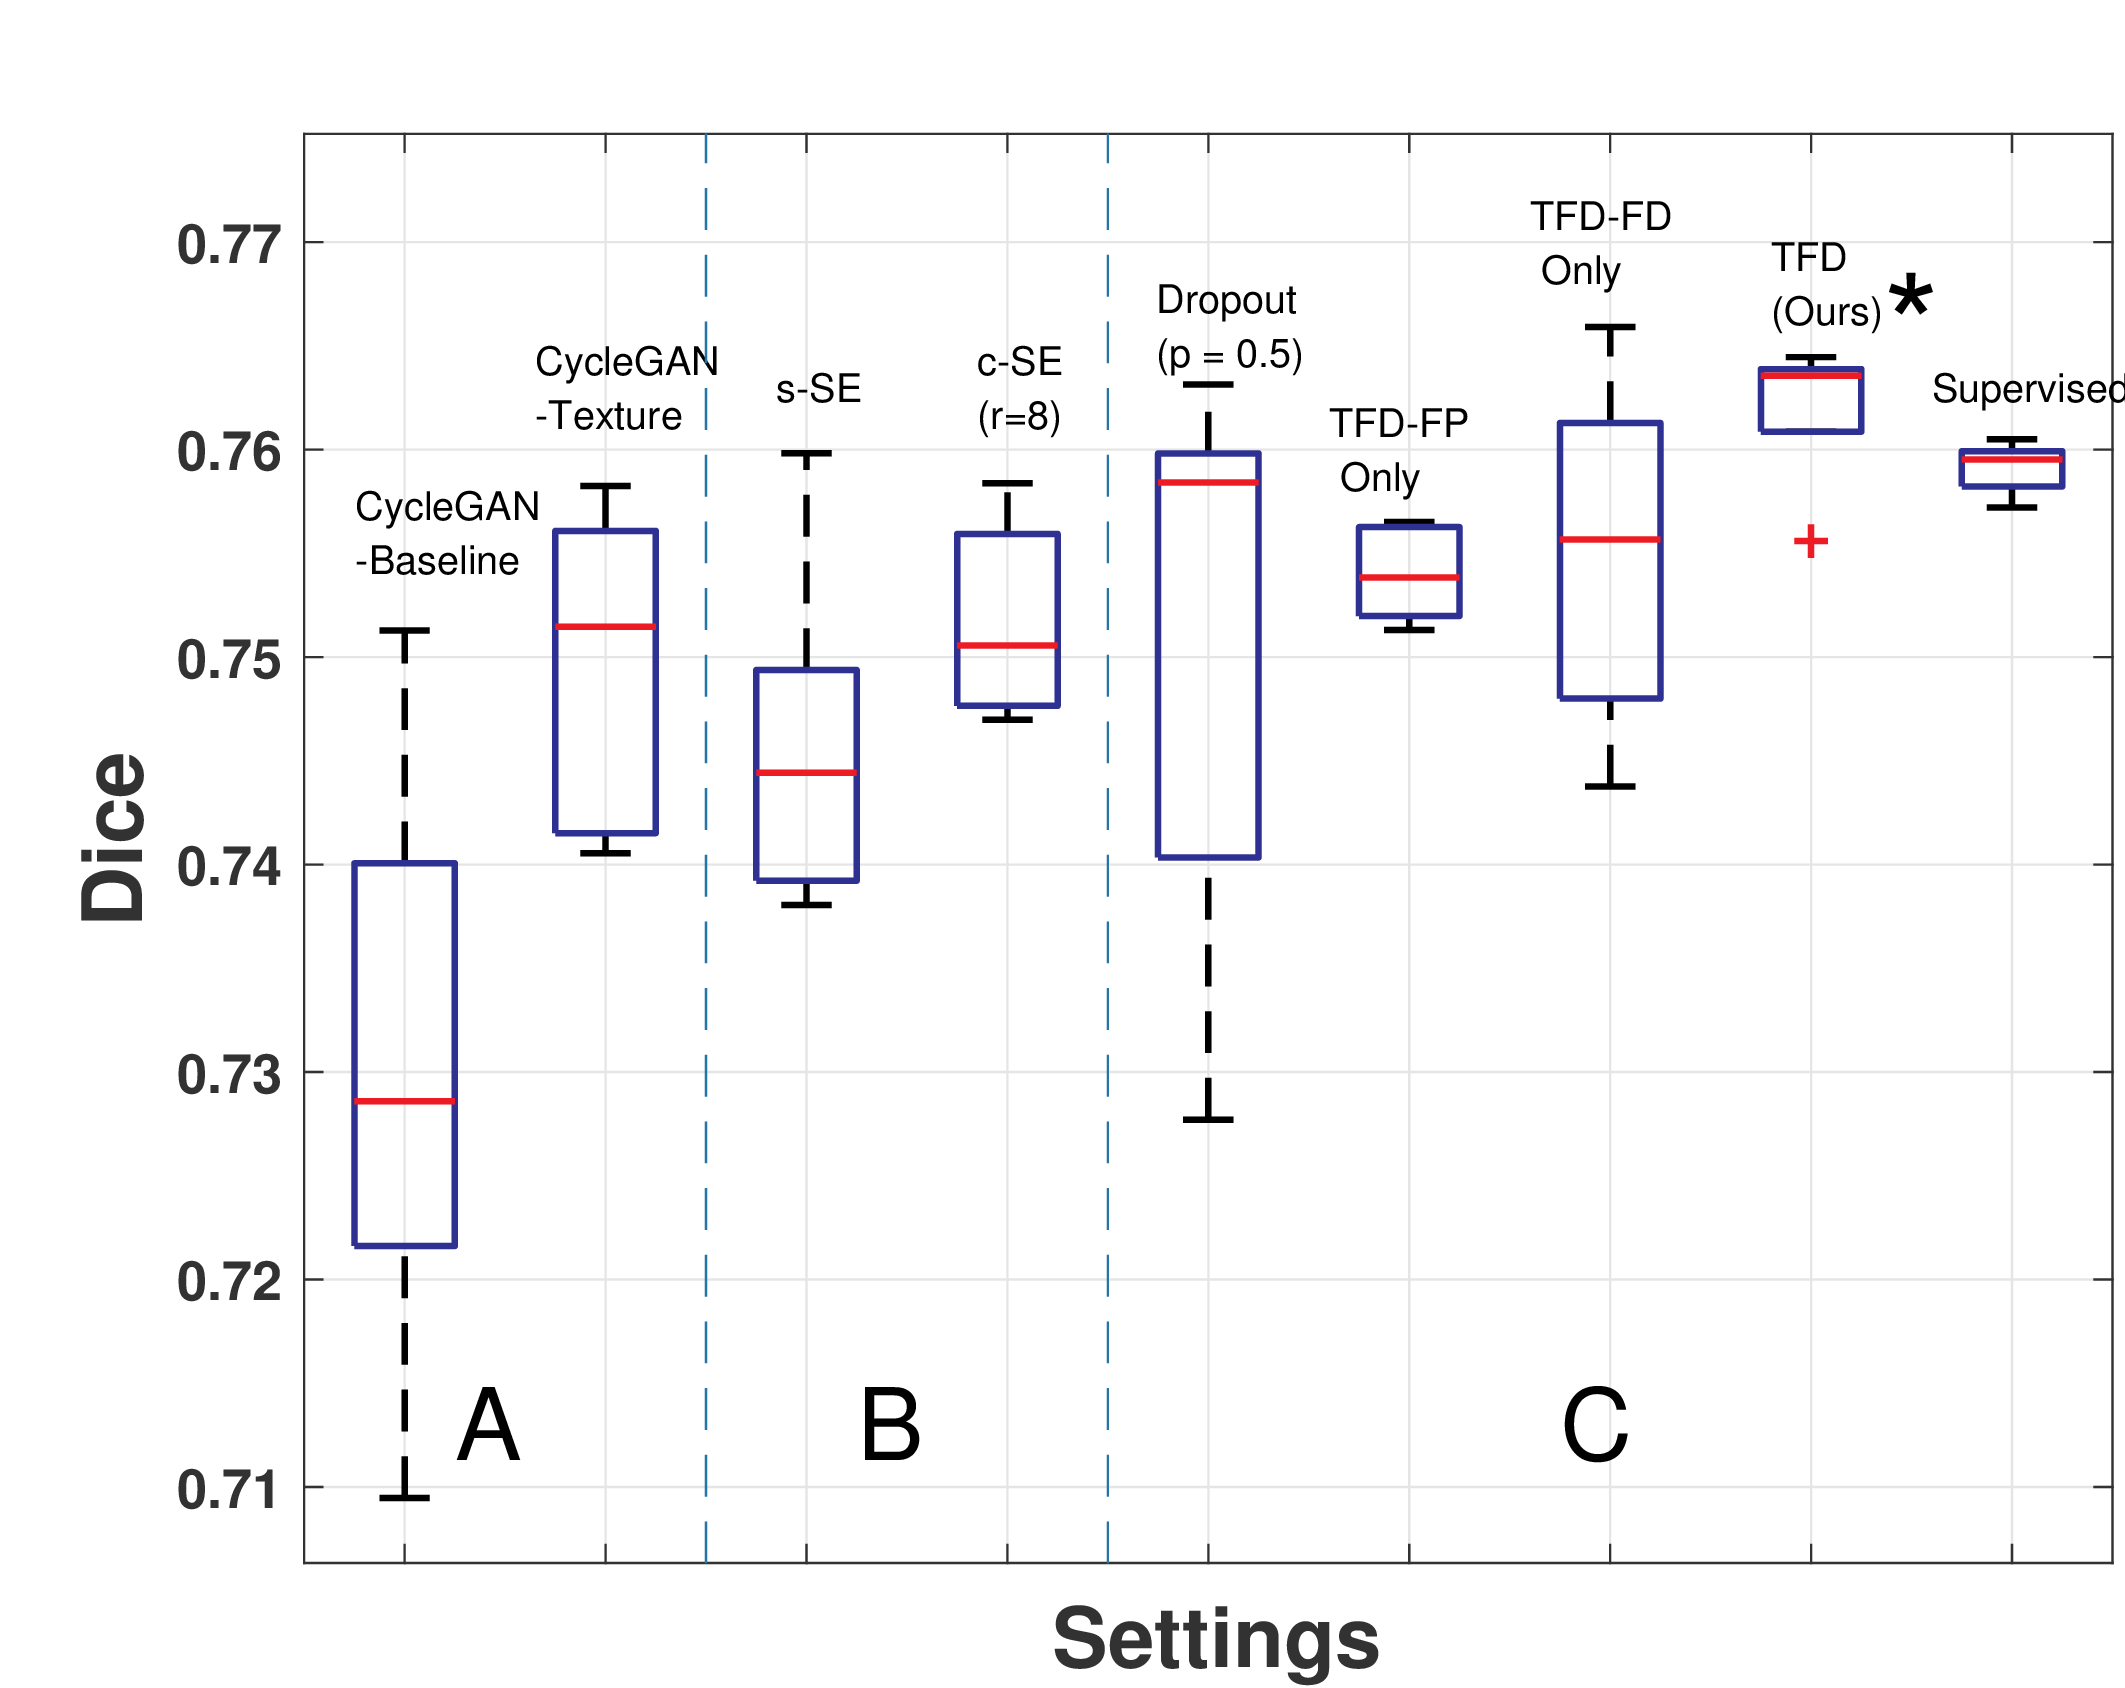 TFD-FD
Only
TFD
(Ours)*
Dropout
(p = 0.5)
CycleGAN
-Texture
s-SE
c-SE
(r=8)
Supervised
TFD-FP
Only
CycleGAN
-Baseline
0.77
0.76
0.75
0.74
0.73
0.72
0.71
Dice
A
B
C
Settings